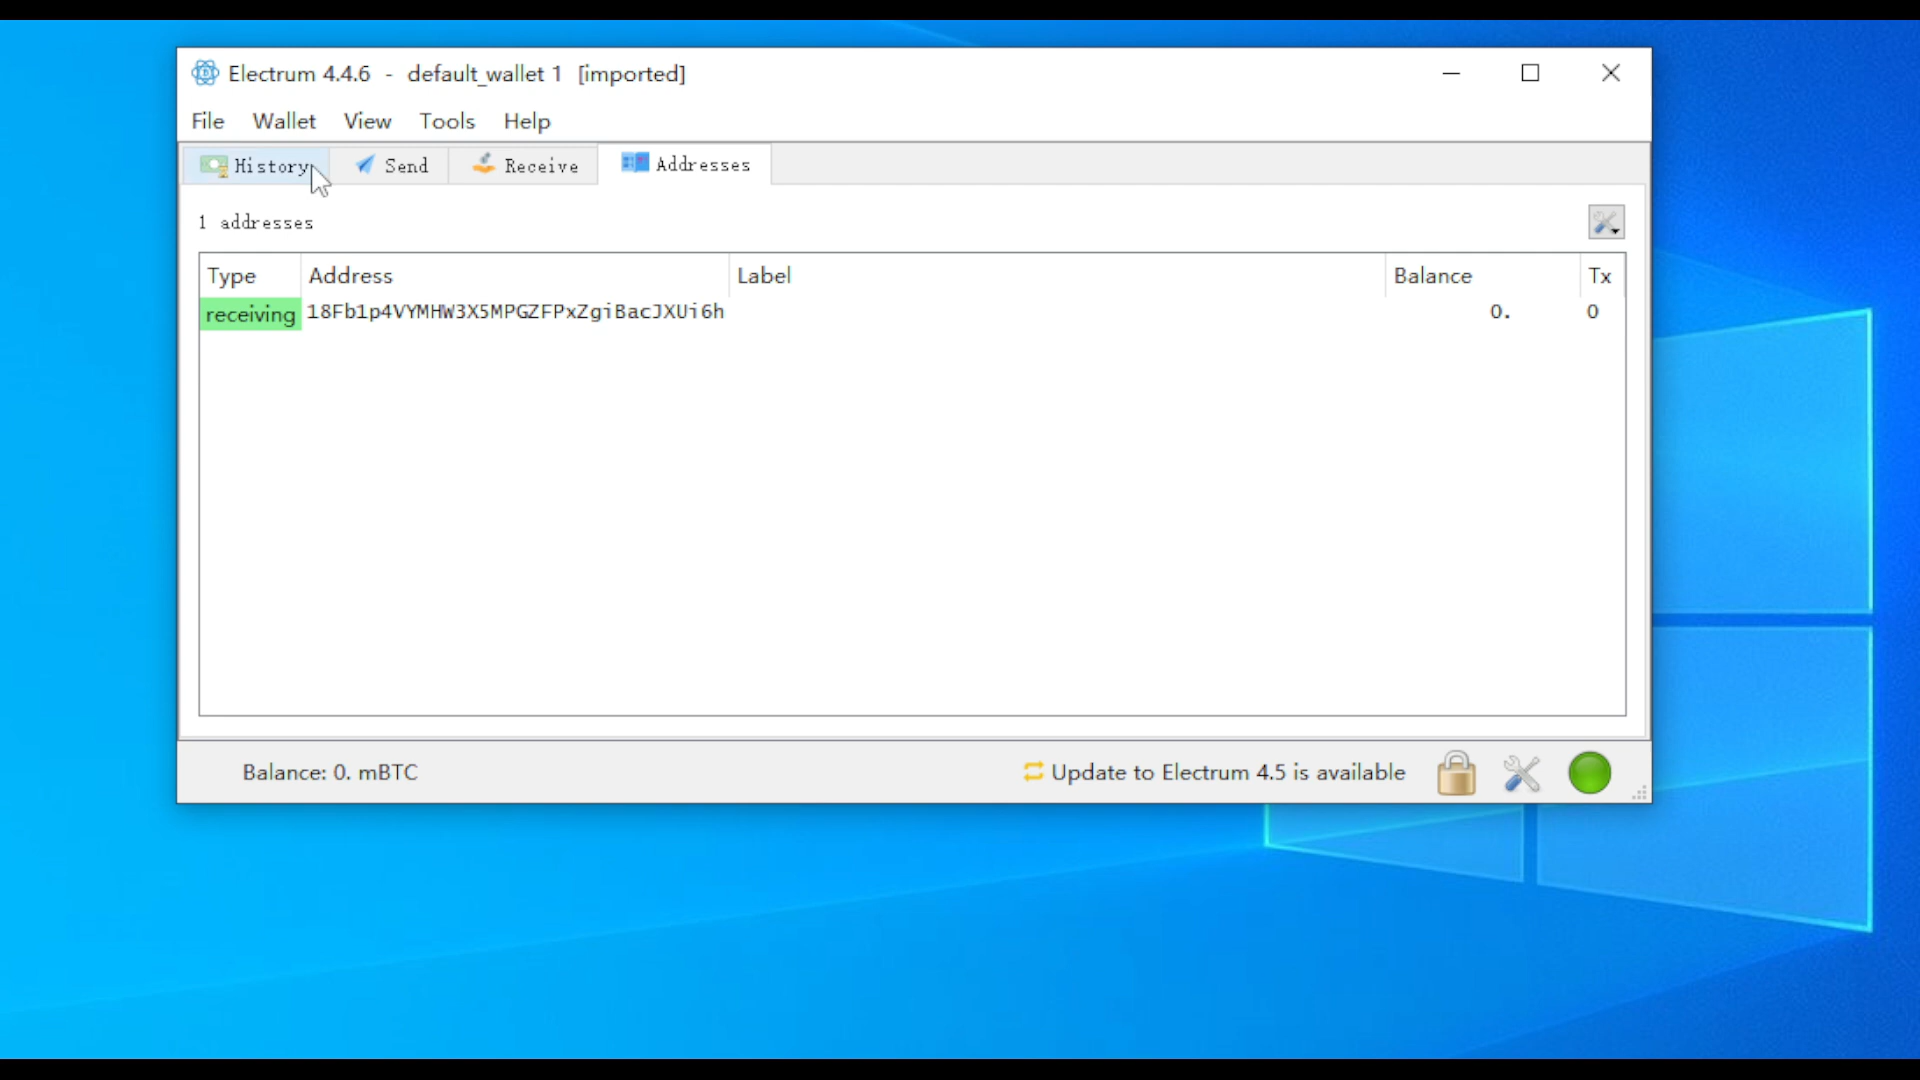 Electrum 4.4.6 - default_wallet 1 [imported]
File Wallet View Tools Help
History Send Receive Addresses
1 addresses
Type Address Label Balance Tx
receiving 18Fb1p4VYMHW3X5MPGZFPxZgiBacJXUi6h 0. 0
Balance: 0. mBTC Update to Electrum 4.5 is available